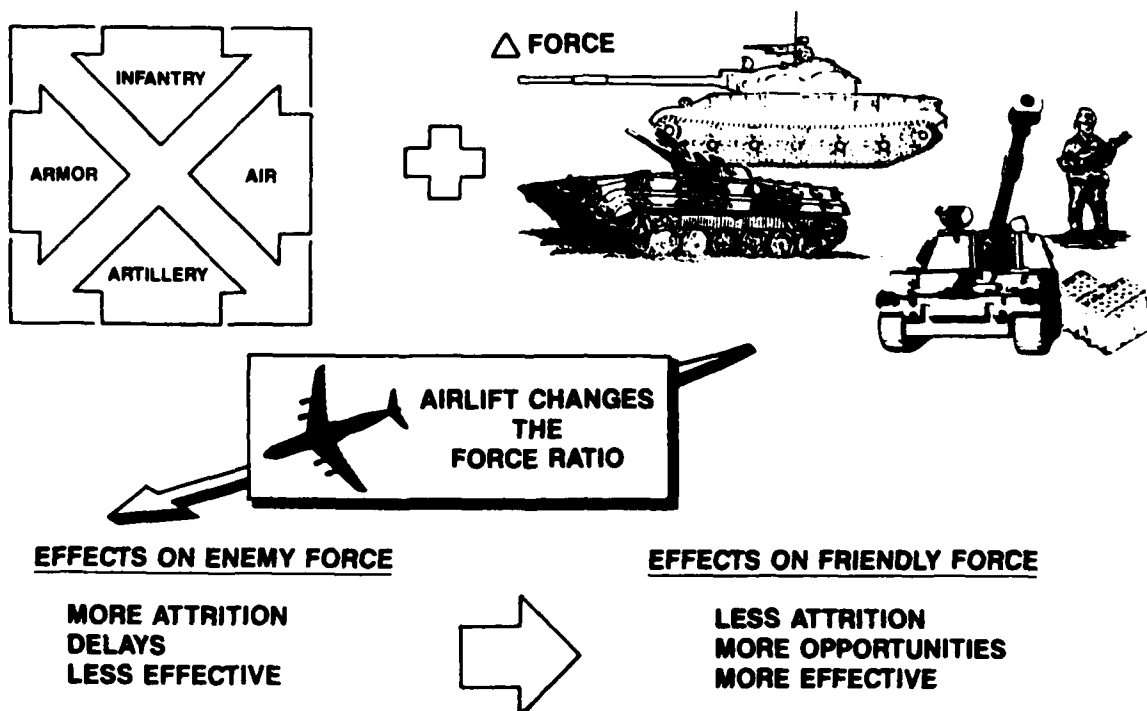 INFANTRY
ARMOR
AIR
ARTILLERY
△ FORCE
AIRLIFT CHANGES
THE
FORCE RATIO
EFFECTS ON ENEMY FORCE
MORE ATTRITION
DELAYS
LESS EFFECTIVE
EFFECTS ON FRIENDLY FORCE
LESS ATTRITION
MORE OPPORTUNITIES
MORE EFFECTIVE